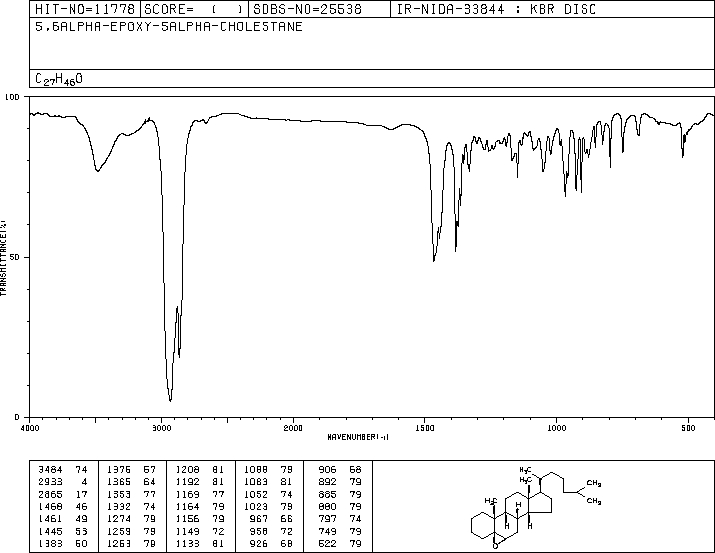 HIT-NO=11778 SCORE= ( ) SDBS-NO=25538 IR-NIDA-33844 : KBR DISC
5,6ALPHA-EPOXY-5ALPHA-CHOLESTANE
C27H46O
100
50
0
TRANSMITTANCE(%)
4000 3000 2000 1500 1000 500
WAVENUMBER(-1)
3484 74 1376 57 1208 81 1088 79 906 68
2933 4 1365 64 1192 81 1083 81 892 79
2865 17 1353 77 1169 77 1052 74 885 79
1468 46 1332 74 1164 79 1023 79 880 79
1461 49 1274 79 1156 79 967 66 797 74
1445 53 1259 79 1149 72 958 72 749 79
1383 50 1253 79 1133 81 926 68 522 79
H3C CH3
H3C
H3C CH3
H
H H
O